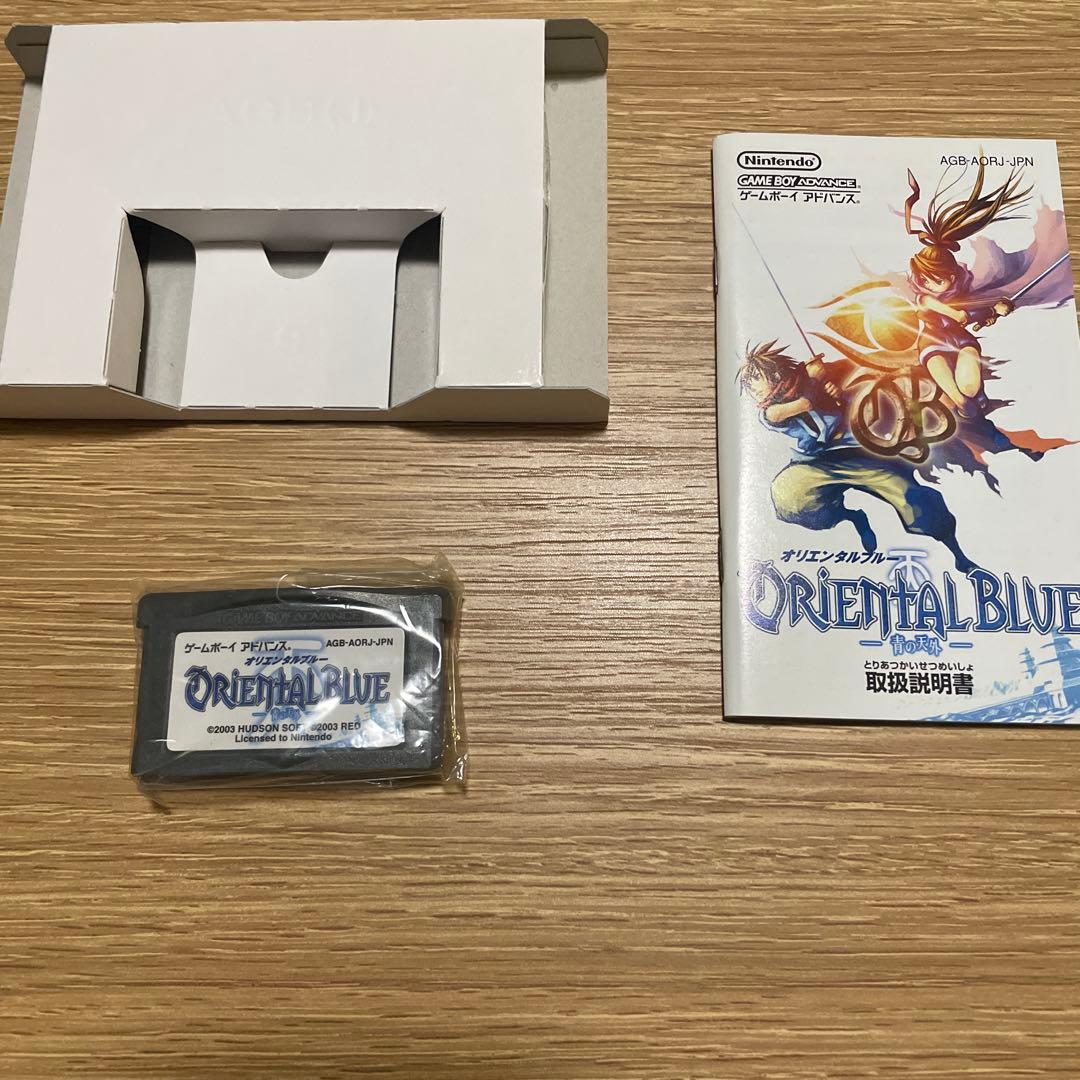 Nintendo
AGB-AORJ-JPN
GAME BOY ADVANCE
ゲームボーイ アドバンス®
OB
オリエンタルブルー
ORIENTAL BLUE
青の天外
とりあつかいせつめいしょ
取扱説明書
GAME BOY ADVANCE
ゲームボーイ アドバンス® AGB-AORJ-JPN
オリエンタルブルー
ORIENTAL BLUE
©2003 HUDSON SOFT ©2003 RED
Licensed to Nintendo